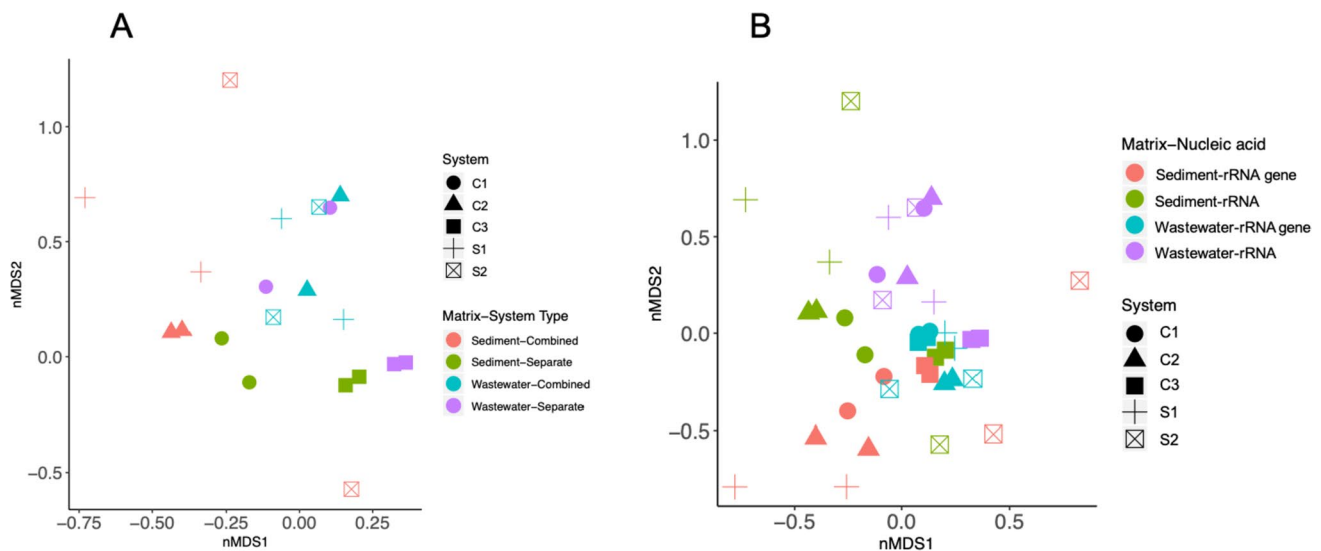 A
nMDS2
1.0
0.5
0.0
−0.5
−0.75
−0.50
−0.25
0.00
0.25
nMDS1
System
C1
C2
C3
S1
S2
Matrix−System Type
Sediment−Combined
Sediment−Separate
Wastewater−Combined
Wastewater−Separate
B
nMDS2
1.0
0.5
0.0
−0.5
−0.5
0.0
0.5
nMDS1
Matrix−Nucleic acid
Sediment-rRNA gene
Sediment-rRNA
Wastewater-rRNA gene
Wastewater-rRNA
System
C1
C2
C3
S1
S2